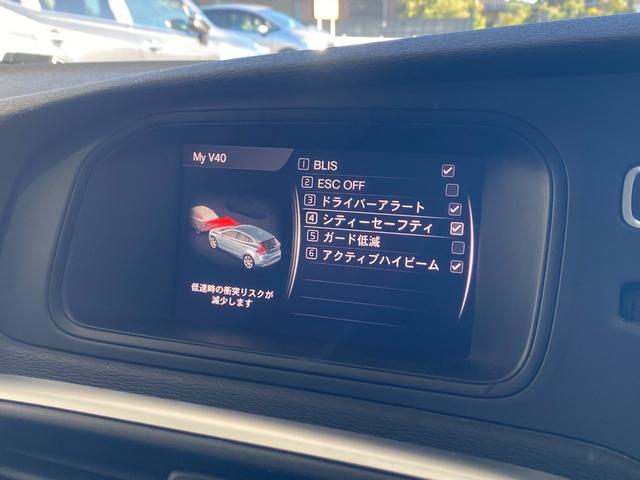 My V40
1 BLIS
2 ESC OFF
3 ドライバーアラート
4 シティーセーフティ
5 ガード低減
6 アクティブハイビーム
低速時の衝突リスクが
減少します